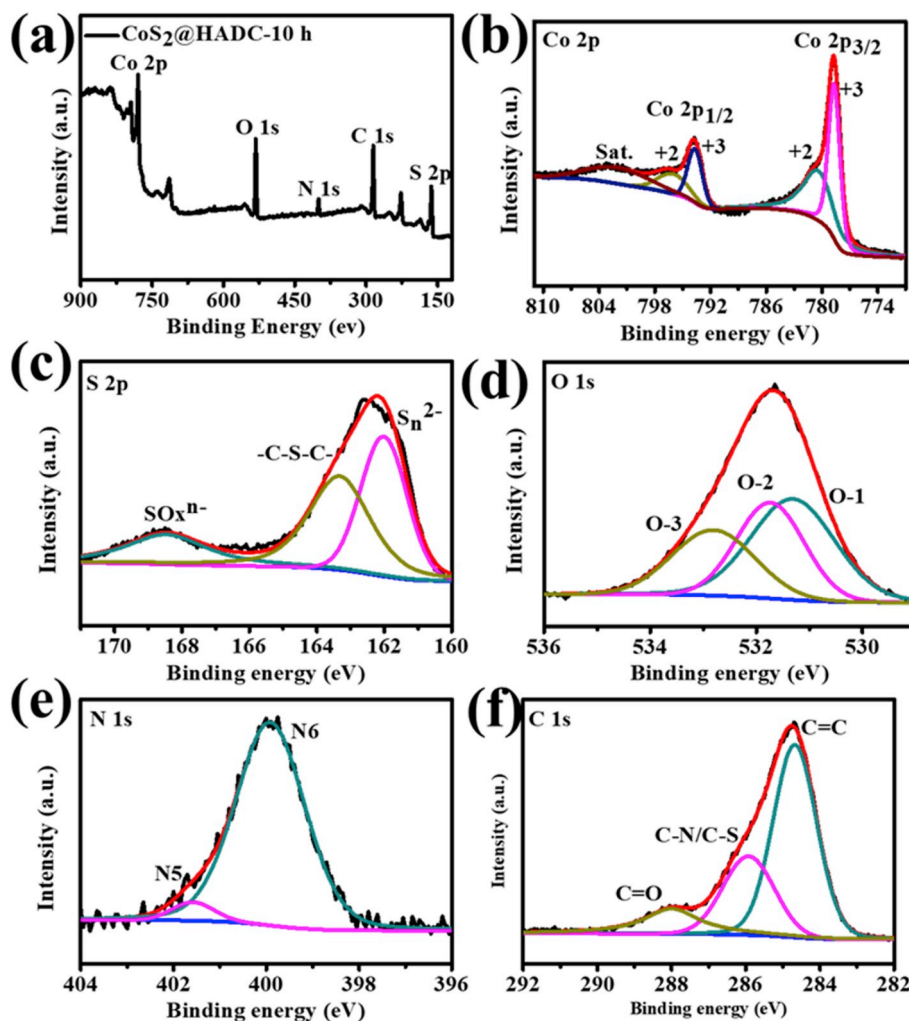 (a)
CoS₂@HADC-10 h
Co 2p
O 1s
C 1s
N 1s
S 2p
Intensity (a.u.)
900 750 600 450 300 150
Binding Energy (ev)
(b)
Co 2p
Co 2p3/2
+3
Co 2p1/2
+2 +3
+2
Sat.
Intensity (a.u.)
810 804 798 792 786 780 774
Binding energy (eV)
(c)
S 2p
Sn²⁻
-C-S-C-
SOxⁿ⁻
Intensity (a.u.)
170 168 166 164 162 160
Binding energy (eV)
(d)
O 1s
O-3
O-2
O-1
Intensity (a.u.)
536 534 532 530
Binding energy (eV)
(e)
N 1s
N6
N5
Intensity (a.u.)
404 402 400 398 396
Binding energy (eV)
(f)
C 1s
C=C
C-N/C-S
C=O
Intensity (a.u.)
292 290 288 286 284 282
Binding energy (eV)